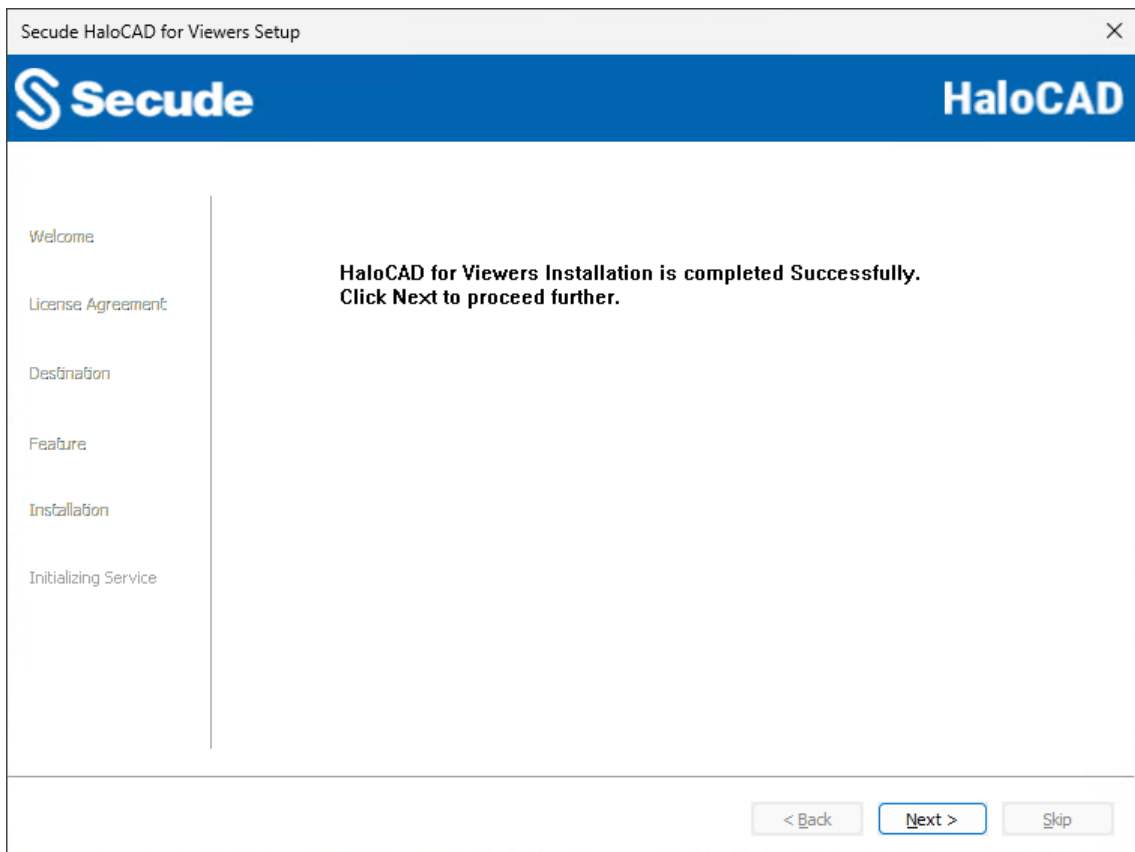 Secude HaloCAD for Viewers Setup
Secude
HaloCAD
Welcome
License Agreement
Destination
Feature
Installation
Initializing Service
HaloCAD for Viewers Installation is completed Successfully.
Click Next to proceed further.
< Back
Next >
Skip